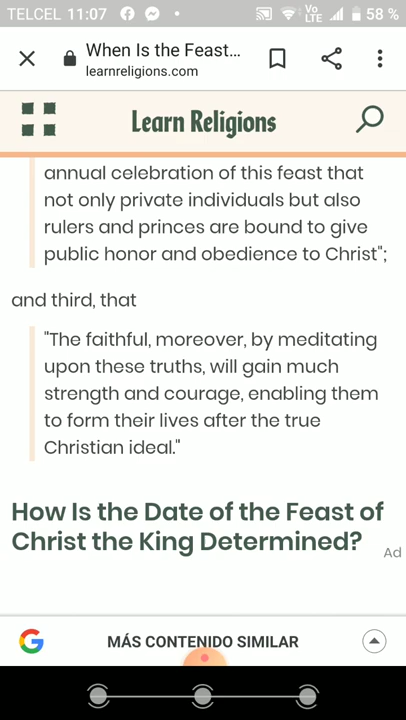 TELCEL 11:07 Vo LTE 58 %
When Is the Feast...
learnreligions.com
Learn Religions
annual celebration of this feast that
not only private individuals but also
rulers and princes are bound to give
public honor and obedience to Christ";
and third, that
"The faithful, moreover, by meditating
upon these truths, will gain much
strength and courage, enabling them
to form their lives after the true
Christian ideal."
How Is the Date of the Feast of
Christ the King Determined?
Ad
MÁS CONTENIDO SIMILAR